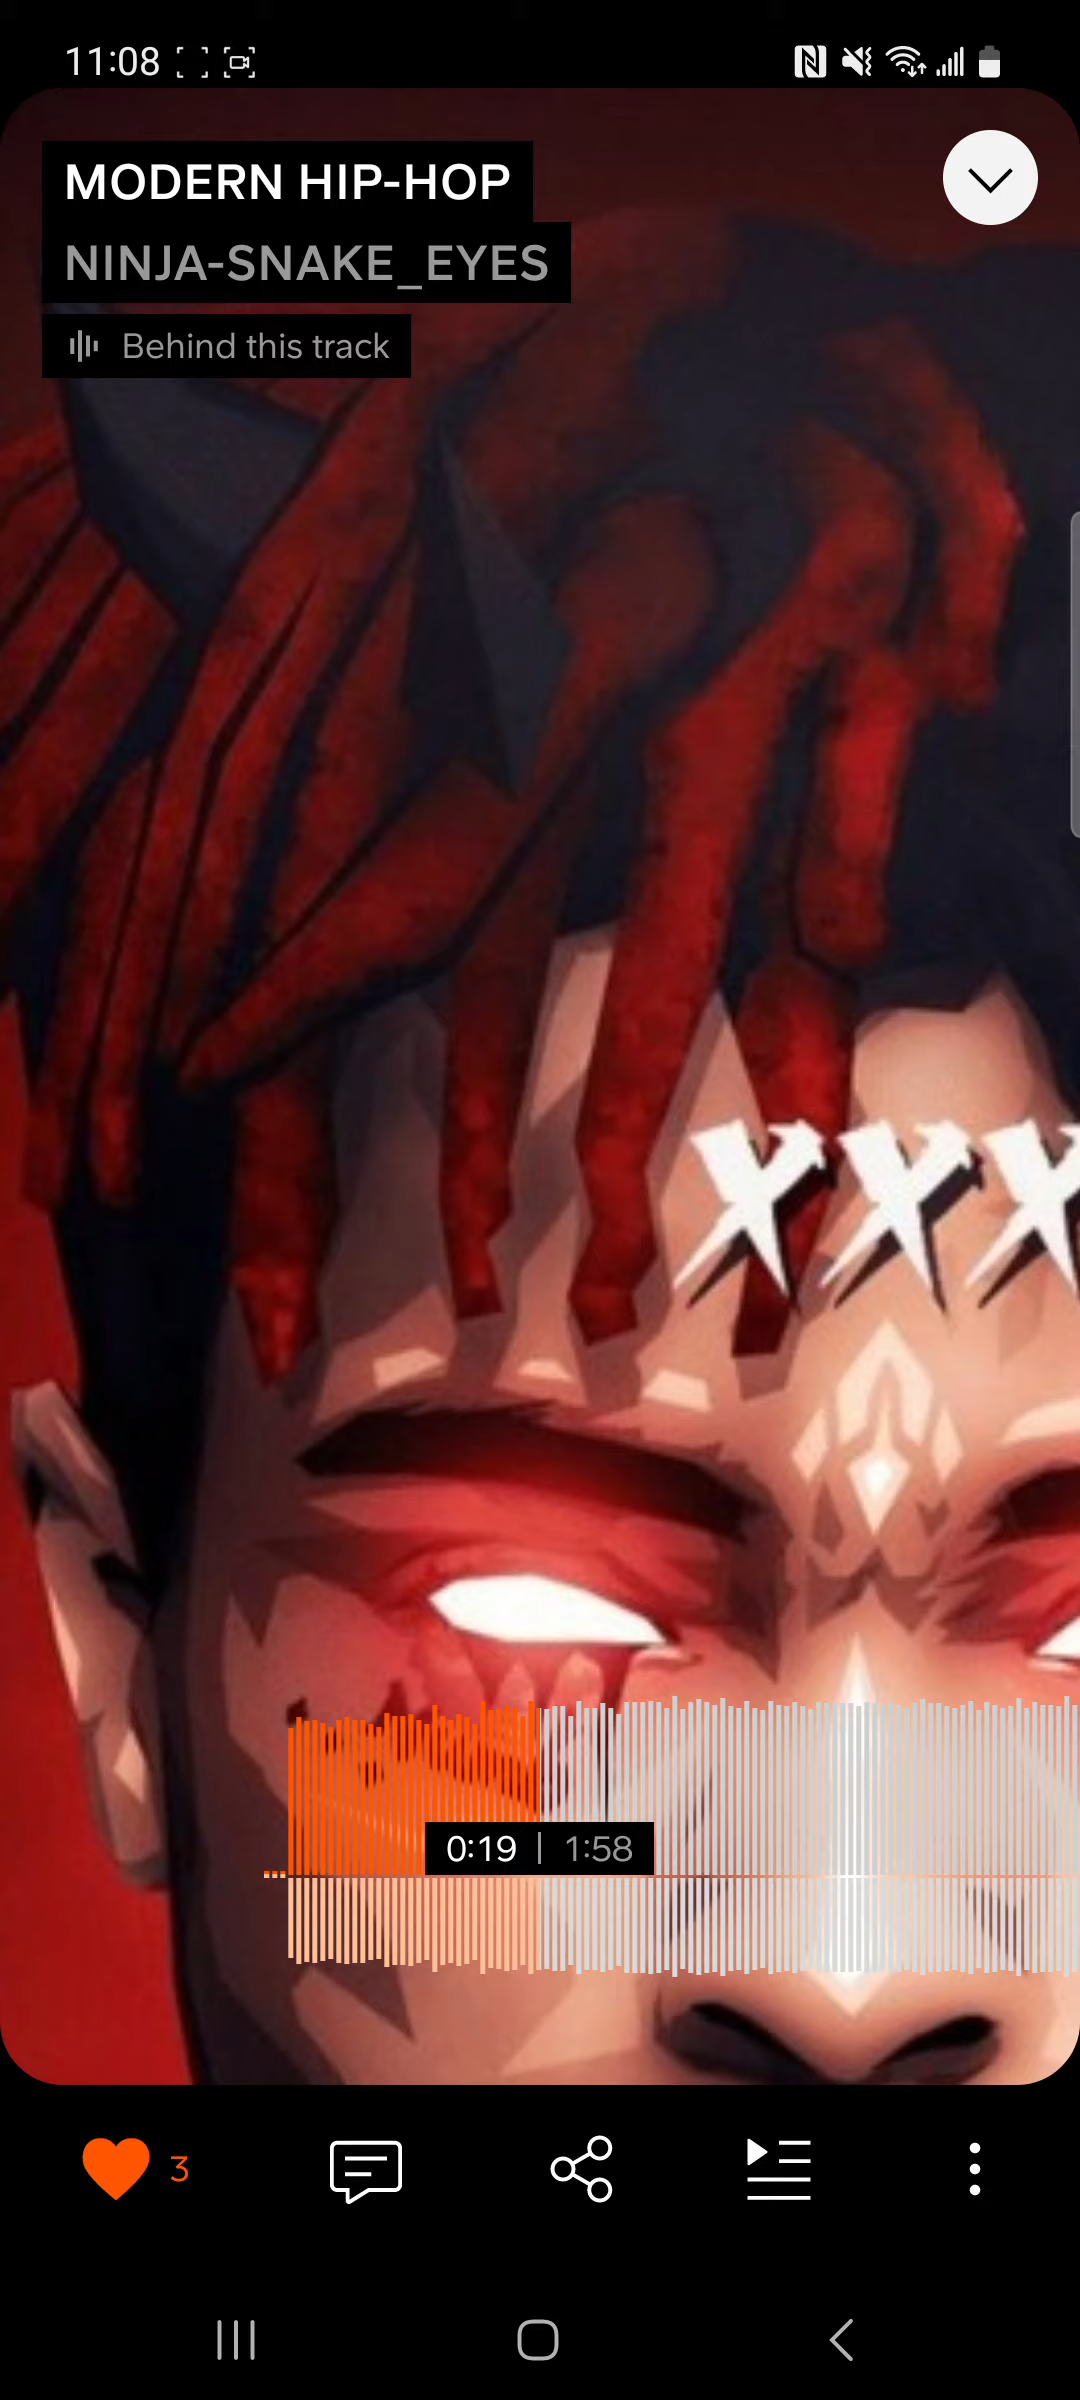 11:08
MODERN HIP-HOP
NINJA-SNAKE_EYES
Behind this track
XXX
0:19 | 1:58
3